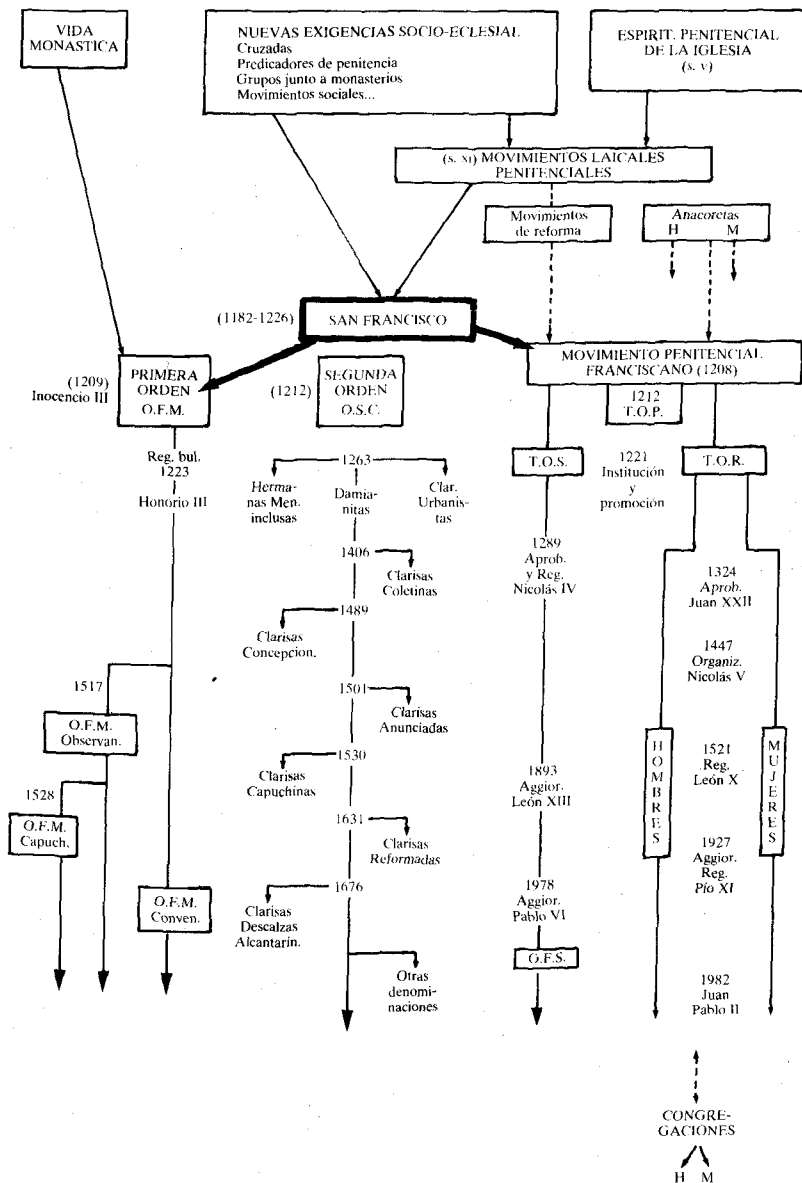 VIDA
MONASTICA
NUEVAS EXIGENCIAS SOCIO-ECLESIAL
Cruzadas
Predicadores de penitencia
Grupos junto a monasterios
Movimientos sociales...
ESPIRIT. PENITENCIAL
DE LA IGLESIA
(s. V)
(s. XI) MOVIMIENTOS LAICALES
PENITENCIALES
Movimientos
de reforma
Anacoretas
H M
(1182-1226)
SAN FRANCISCO
(1209)
Inocencio III
PRIMERA
ORDEN
O.F.M.
(1212)
SEGUNDA
ORDEN
O.S.C.
MOVIMIENTO PENITENCIAL
FRANCISCANO (1208)
1212
T.O.P.
Reg. bul.
1223
Honorio III
1263
Herma-
nas Men.
inclusas
Damia-
nitas
Clar.
Urbanis-
tas
1406
Clarisas
Coletinas
1489
Clarisas
Concepcion.
1501
Clarisas
Anunciadas
1530
Clarisas
Capuchinas
1631
Clarisas
Reformadas
1676
Clarisas
Descalzas
Alcantarín.
Otras
denomi-
naciones
1517
O.F.M.
Observan.
1528
O.F.M.
Capuch.
O.F.M.
Conven.
T.O.S.
1221
Institución
y
promoción
T.O.R.
1289
Aprob.
y Reg.
Nicolás IV
1893
Aggior.
León XIII
1978
Aggior.
Pablo VI
O.F.S.
1324
Aprob.
Juan XXII
1447
Organiz.
Nicolás V
HOMBRES
1521
Reg.
León X
MUJERES
1927
Aggior.
Reg.
Pío XI
1982
Juan
Pablo II
CONGRE-
GACIONES
H M